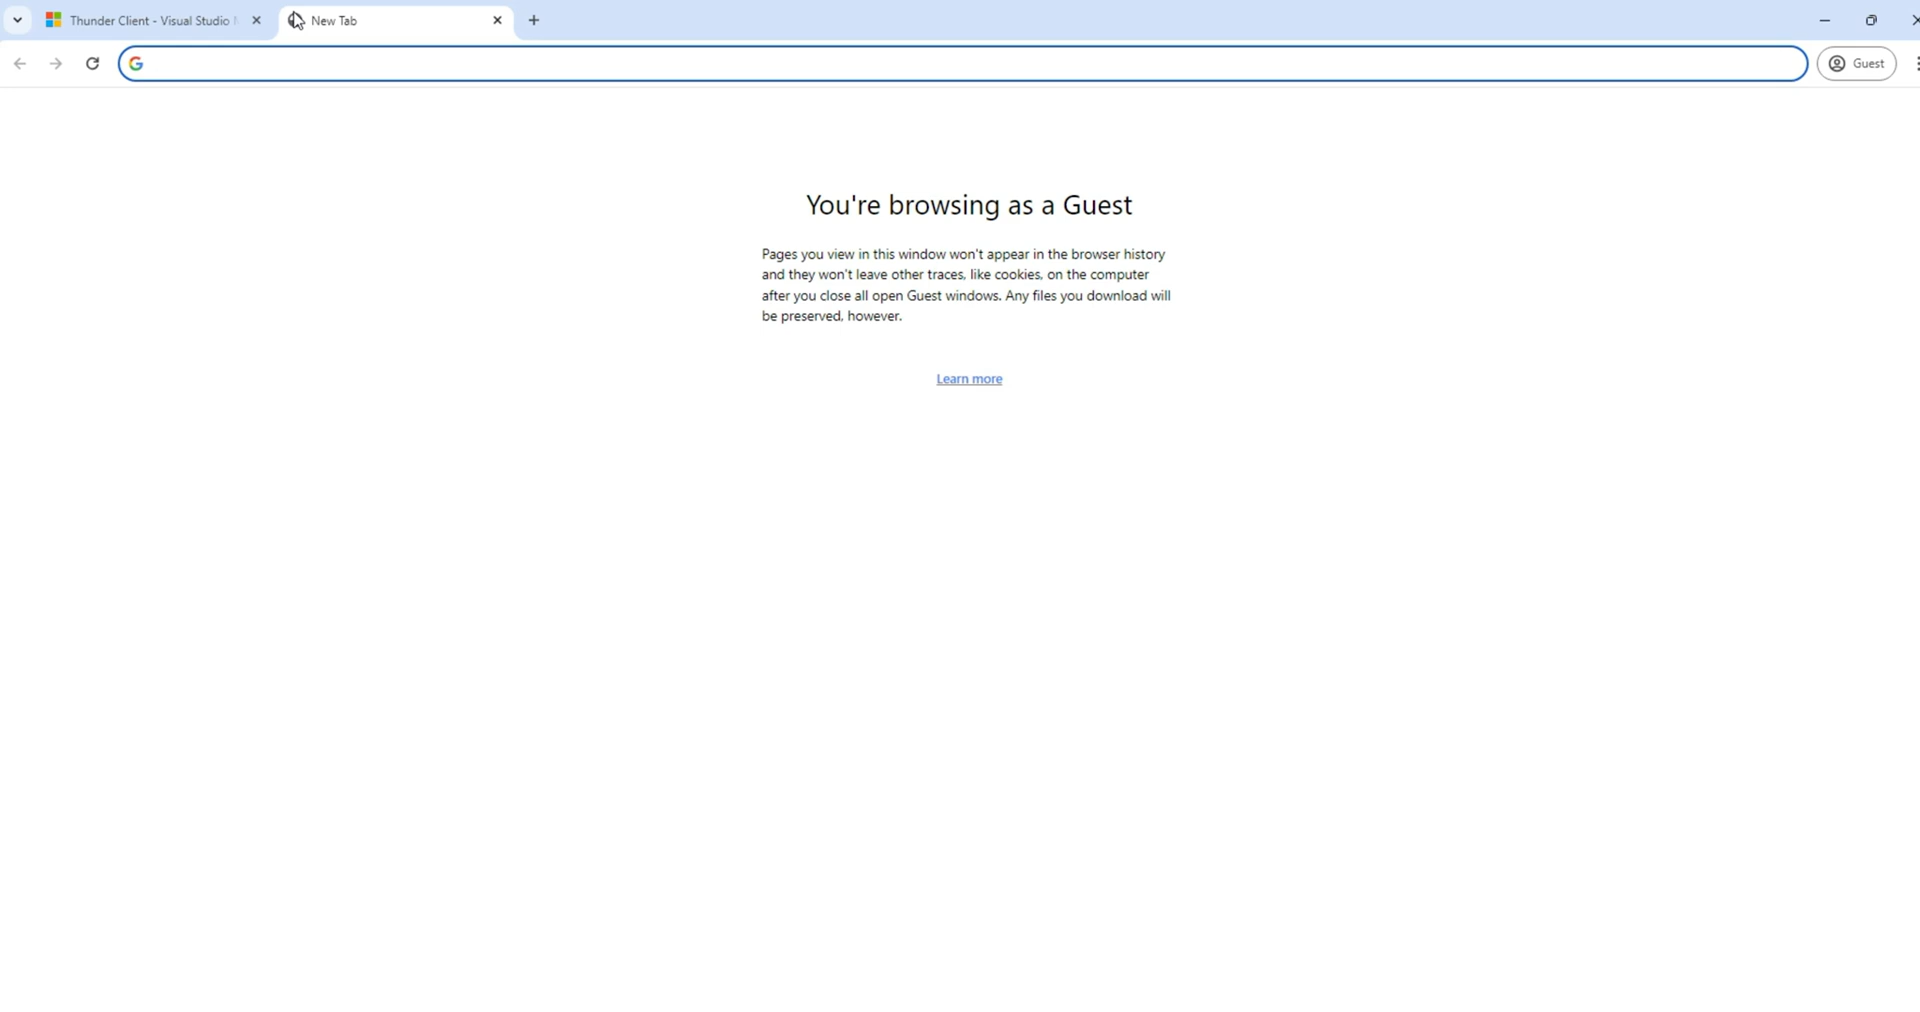 Thunder Client - Visual Studio
New Tab
Guest
You're browsing as a Guest
Pages you view in this window won't appear in the browser history
and they won't leave other traces, like cookies, on the computer
after you close all open Guest windows. Any files you download will
be preserved, however.
Learn more